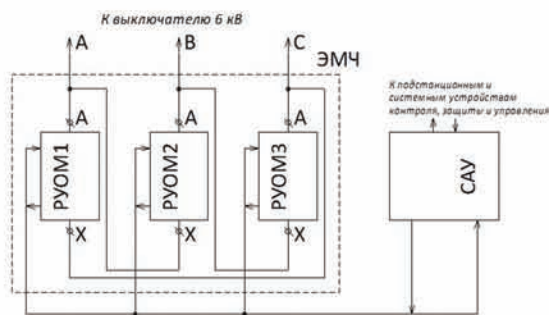 К выключателю 6 кВ
А
В
С
ЭМЧ
К подстанционным и
системным устройствам
контроля, защиты и управления
А
А
А
РУОМ1
РУОМ2
РУОМ3
САУ
Х
Х
Х